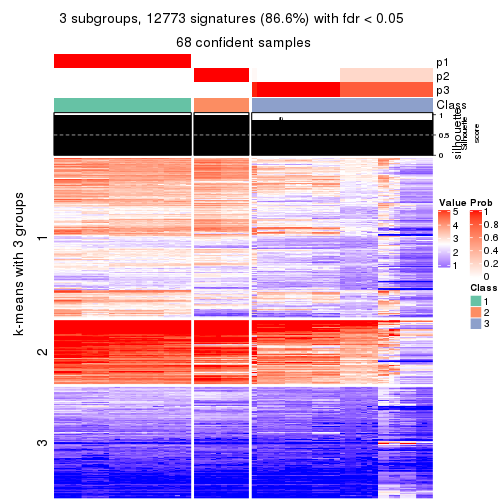 3 subgroups, 12773 signatures (86.6%) with fdr < 0.05
68 confident samples
p1
p2
p3
Class
1
0.5
0
silhouette
Silhouette
score
k-means with 3 groups
1
2
3
Value
5
4
3
2
1
Prob
1
0.8
0.6
0.4
0.2
0
Class
1
2
3